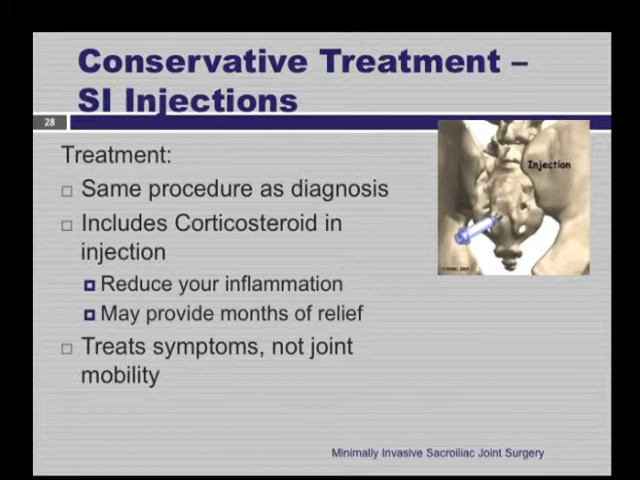 Conservative Treatment –
SI Injections
28
Treatment:
Same procedure as diagnosis
Includes Corticosteroid in
injection
Reduce your inflammation
May provide months of relief
Treats symptoms, not joint
mobility
Injection
Minimally Invasive Sacroiliac Joint Surgery